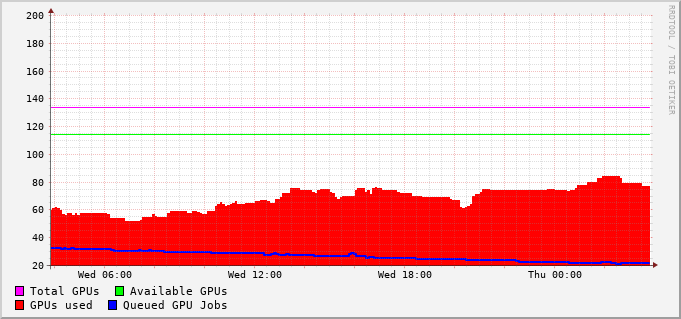 200
180
160
140
120
100
80
60
40
20
Wed 06:00 Wed 12:00 Wed 18:00 Thu 00:00
Total GPUs Available GPUs
GPUs used Queued GPU Jobs
RRDTOOL / TOBI OETIKER